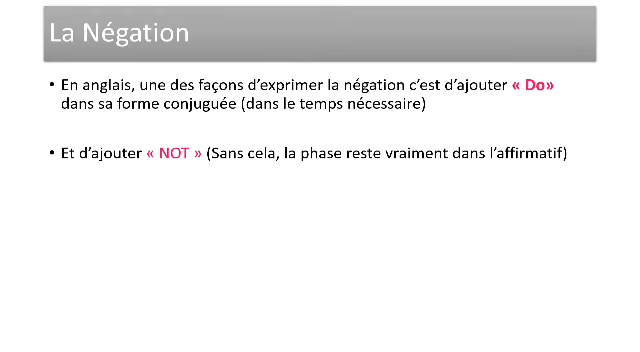 La Négation
• En anglais, une des façons d'exprimer la négation c'est d'ajouter « Do»
dans sa forme conjuguée (dans le temps nécessaire)
• Et d'ajouter « NOT » (Sans cela, la phase reste vraiment dans l'affirmatif)